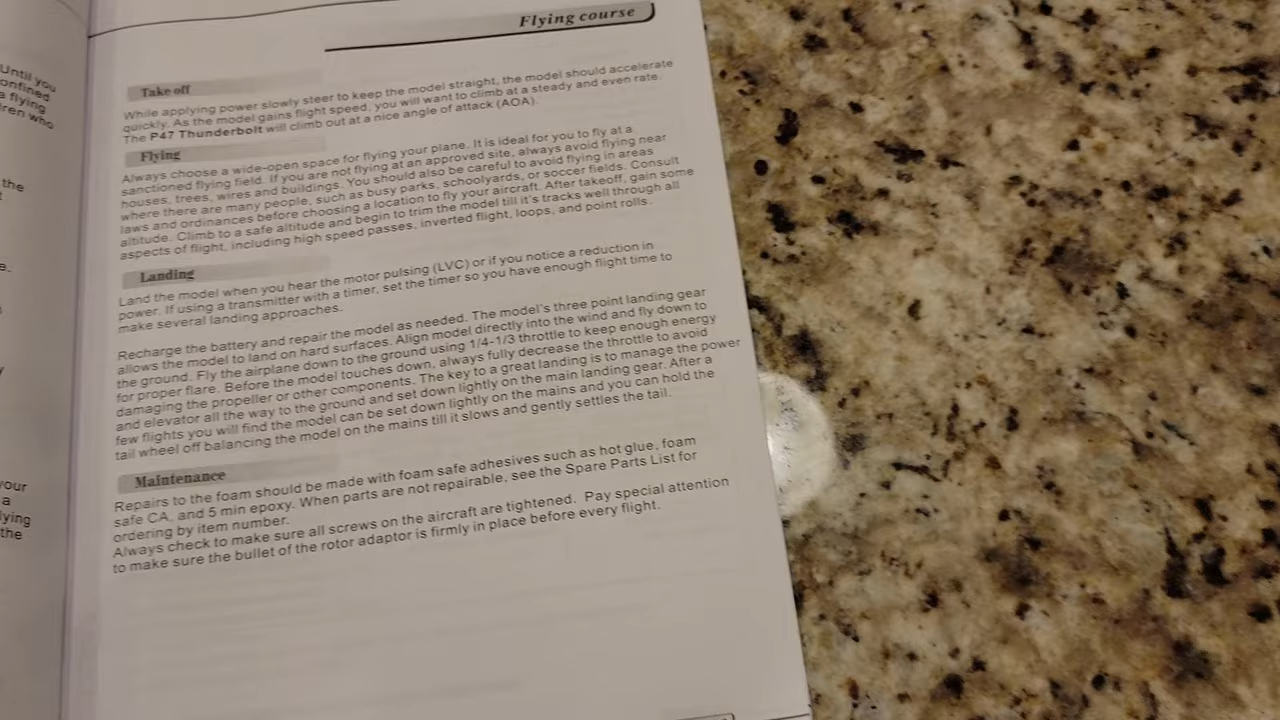 Flying course
Take off
While applying power slowly steer to keep the model straight, the model should accelerate
quickly. As the model gains flight speed, you will want to climb at a steady and even rate.
The P47 Thunderbolt will climb out at a nice angle of attack (AOA).
Flying
Always choose a wide-open space for flying your plane. It is ideal for you to fly at a
sanctioned flying field. If you are not flying at an approved site, always avoid flying near
houses, trees, wires and buildings. You should also be careful to avoid flying in areas
where there are many people, such as busy parks, schoolyards, or soccer fields. Consult
laws and ordinances before choosing a location to fly your aircraft. After takeoff, gain some
altitude. Climb to a safe altitude and begin to trim the model till it's tracks well through all
aspects of flight, including high speed passes, inverted flight, loops, and point rolls.
Landing
Land the model when you hear the motor pulsing (LVC) or if you notice a reduction in
power. If using a transmitter with a timer, set the timer so you have enough flight time to
make several landing approaches.
Recharge the battery and repair the model as needed. The model's three point landing gear
allows the model to land on hard surfaces. Align model directly into the wind and fly down to
the ground. Fly the airplane down to the ground using 1/4-1/3 throttle to keep enough energy
for proper flare. Before the model touches down, always fully decrease the throttle to avoid
damaging the propeller or other components. The key to a great landing is to manage the power
and elevator all the way to the ground and set down lightly on the main landing gear. After a
few flights you will find the model can be set down lightly on the mains and you can hold the
tail wheel off balancing the model on the mains till it slows and gently settles the tail.
Maintenance
Repairs to the foam should be made with foam safe adhesives such as hot glue, foam
safe CA, and 5 min epoxy. When parts are not repairable, see the Spare Parts List for
ordering by item number.
Always check to make sure all screws on the aircraft are tightened. Pay special attention
to make sure the bullet of the rotor adaptor is firmly in place before every flight.
Until you
onfined
a flying
ren who
the
your
a
lying
the